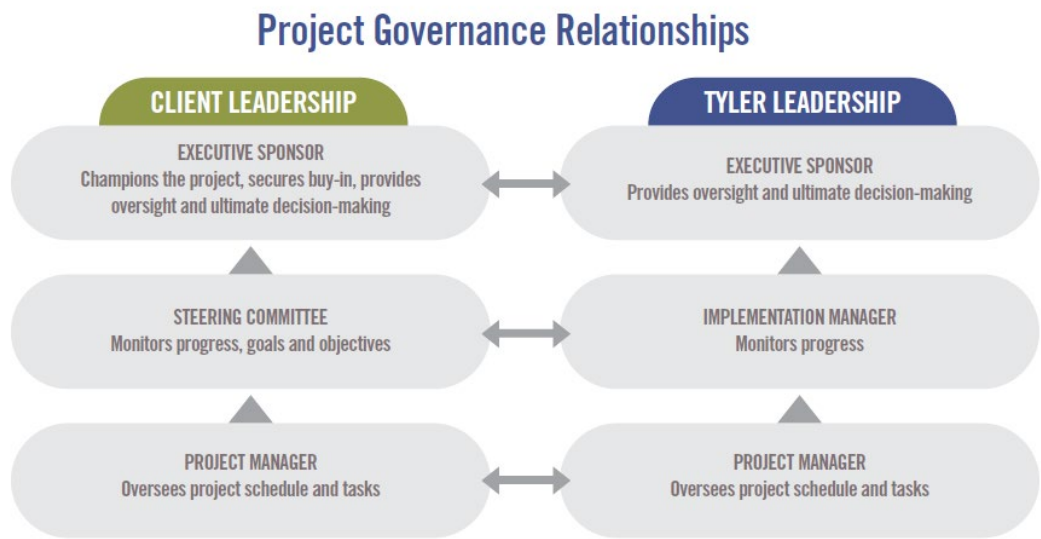 Project Governance Relationships
CLIENT LEADERSHIP
EXECUTIVE SPONSOR
Champions the project, secures buy-in, provides
oversight and ultimate decision-making
STEERING COMMITTEE
Monitors progress, goals and objectives
PROJECT MANAGER
Oversees project schedule and tasks
TYLER LEADERSHIP
EXECUTIVE SPONSOR
Provides oversight and ultimate decision-making
IMPLEMENTATION MANAGER
Monitors progress
PROJECT MANAGER
Oversees project schedule and tasks